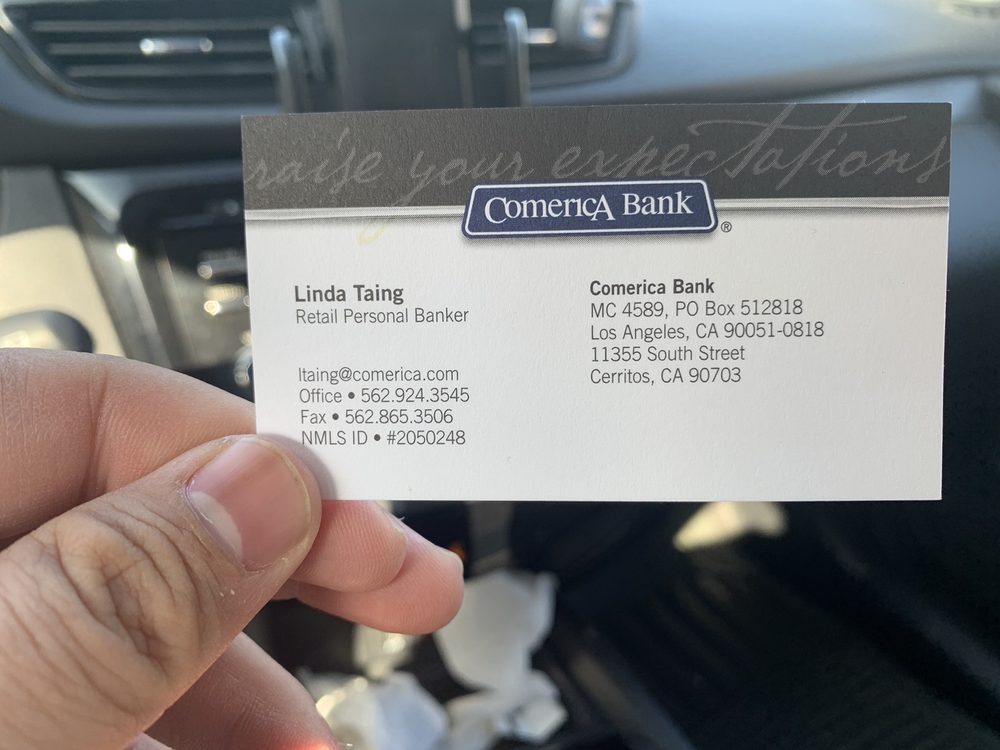 raise your expectations
Comerica Bank ®
Linda Taing
Retail Personal Banker
ltaing@comerica.com
Office • 562.924.3545
Fax • 562.865.3506
NMLS ID • #2050248
Comerica Bank
MC 4589, PO Box 512818
Los Angeles, CA 90051-0818
11355 South Street
Cerritos, CA 90703